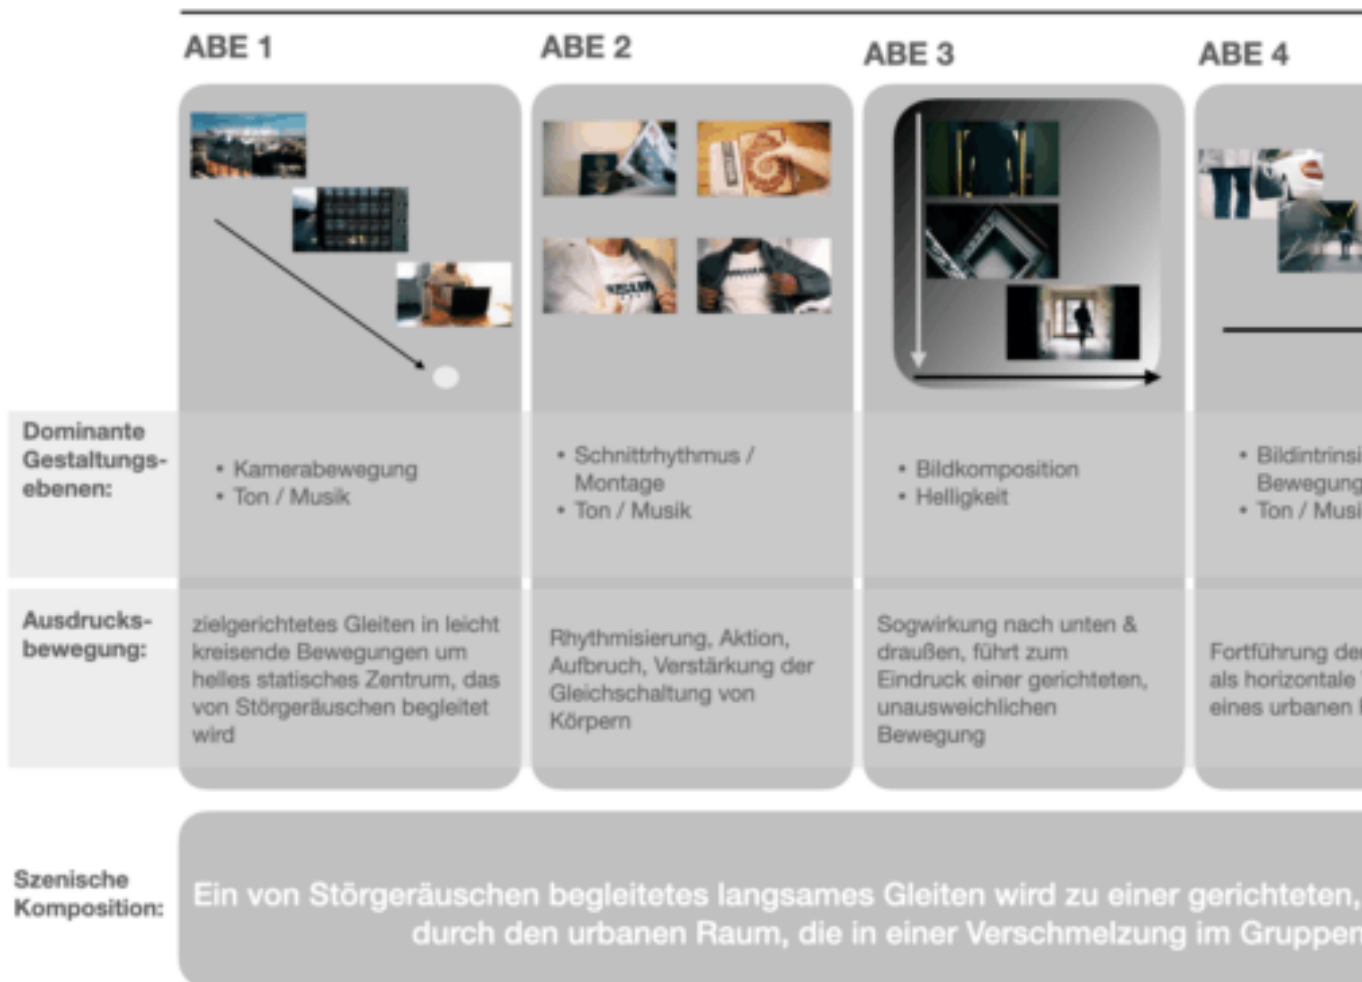 ABE 1
ABE 2
ABE 3
ABE 4
Dominante
Gestaltungs-
ebenen:
• Kamerabewegung
• Ton / Musik
• Schnittrhythmus /
Montage
• Ton / Musik
• Bildkomposition
• Helligkeit
• Bildintrinsi
Bewegung
• Ton / Musi
Ausdrucks-
bewegung:
zielgerichtetes Gleiten in leicht
kreisende Bewegungen um
helles statisches Zentrum, das
von Störgeräuschen begleitet
wird
Rhythmisierung, Aktion,
Aufbruch, Verstärkung der
Gleichschaltung von
Körpern
Sogwirkung nach unten &
draußen, führt zum
Eindruck einer gerichteten,
unausweichlichen
Bewegung
Fortführung der
als horizontale
eines urbanen
Szenische
Komposition:
Ein von Störgeräuschen begleitetes langsames Gleiten wird zu einer gerichteten,
durch den urbanen Raum, die in einer Verschmelzung im Gruppen